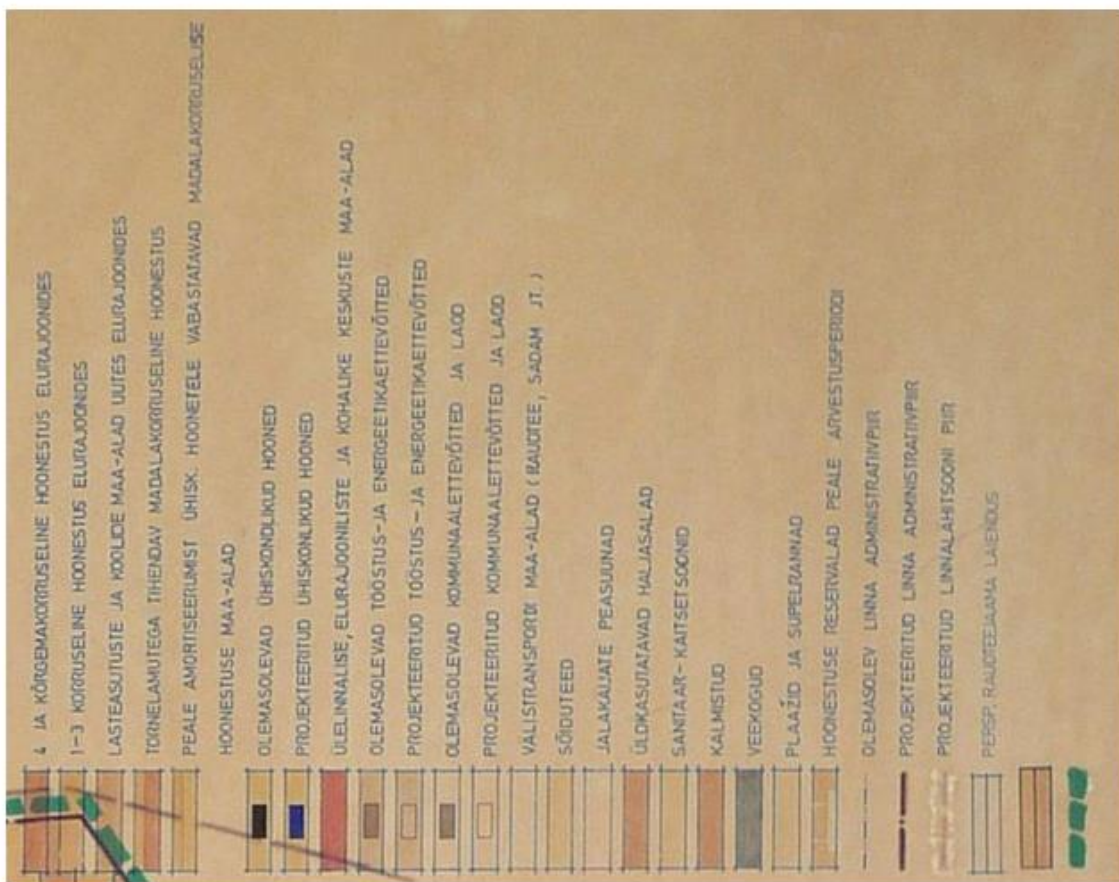 4 JA KÕRGEMAKORRUSELINE HOONESTUS ELURAJOONIDES
1-3 KORRUSELINE HOONESTUS ELURAJOONIDES
LASTEASUTUSTE JA KOOLIDE MAA-ALAD UUTES ELURAJOONIDES
TORNELAMUTEGA TIHENDAV MADALAKORRUSELINE HOONESTUS
PEALE AMORTISEERUMIST ÜHISK. HOONETELE VABASTATAVAD MADALAKORRUSELISE
HOONESTUSE MAA-ALAD
OLEMASOLEVAD ÜHISKONDLIKUD HOONED
PROJEKTEERITUD ÜHISKONLIKUD HOONED
ÜLELINNALISE, ELURAJOONILISTE JA KOHALIKE KESKUSTE MAA-ALAD
OLEMASOLEVAD TÖÖSTUS-JA ENERGEETIKAETTEVÕTTED
PROJEKTEERITUD TÖÖSTUS-JA ENERGEETIKAETTEVÕTTED
OLEMASOLEVAD KOMMUNAALETTEVÕTTED JA LAOD
PROJEKTEERITUD KOMMUNAALETTEVÕTTED JA LAOD
VÄLISTRANSPORDI MAA-ALAD (RAUDTEE, SADAM JT.)
SÕIDUTEED
JALAKÄIJATE PEASUUNAD
ÜLDKASUTATAVAD HALJASALAD
SANITAAR-KAITSETSOONID
KALMISTUD
VEEKOGUD
PLAAŽID JA SUPELRANNAD
HOONESTUSE RESERVALAD PEALE ARVESTUSPERIOODI
OLEMASOLEV LINNA ADMINISTRATIIVPIIR
PROJEKTEERITUD LINNA ADMINISTRATIIVPIIR
PROJEKTEERITUD LINNALÄHITSOONI PIIR
PERSP. RAUDTEEJAAMA LAIENDUS